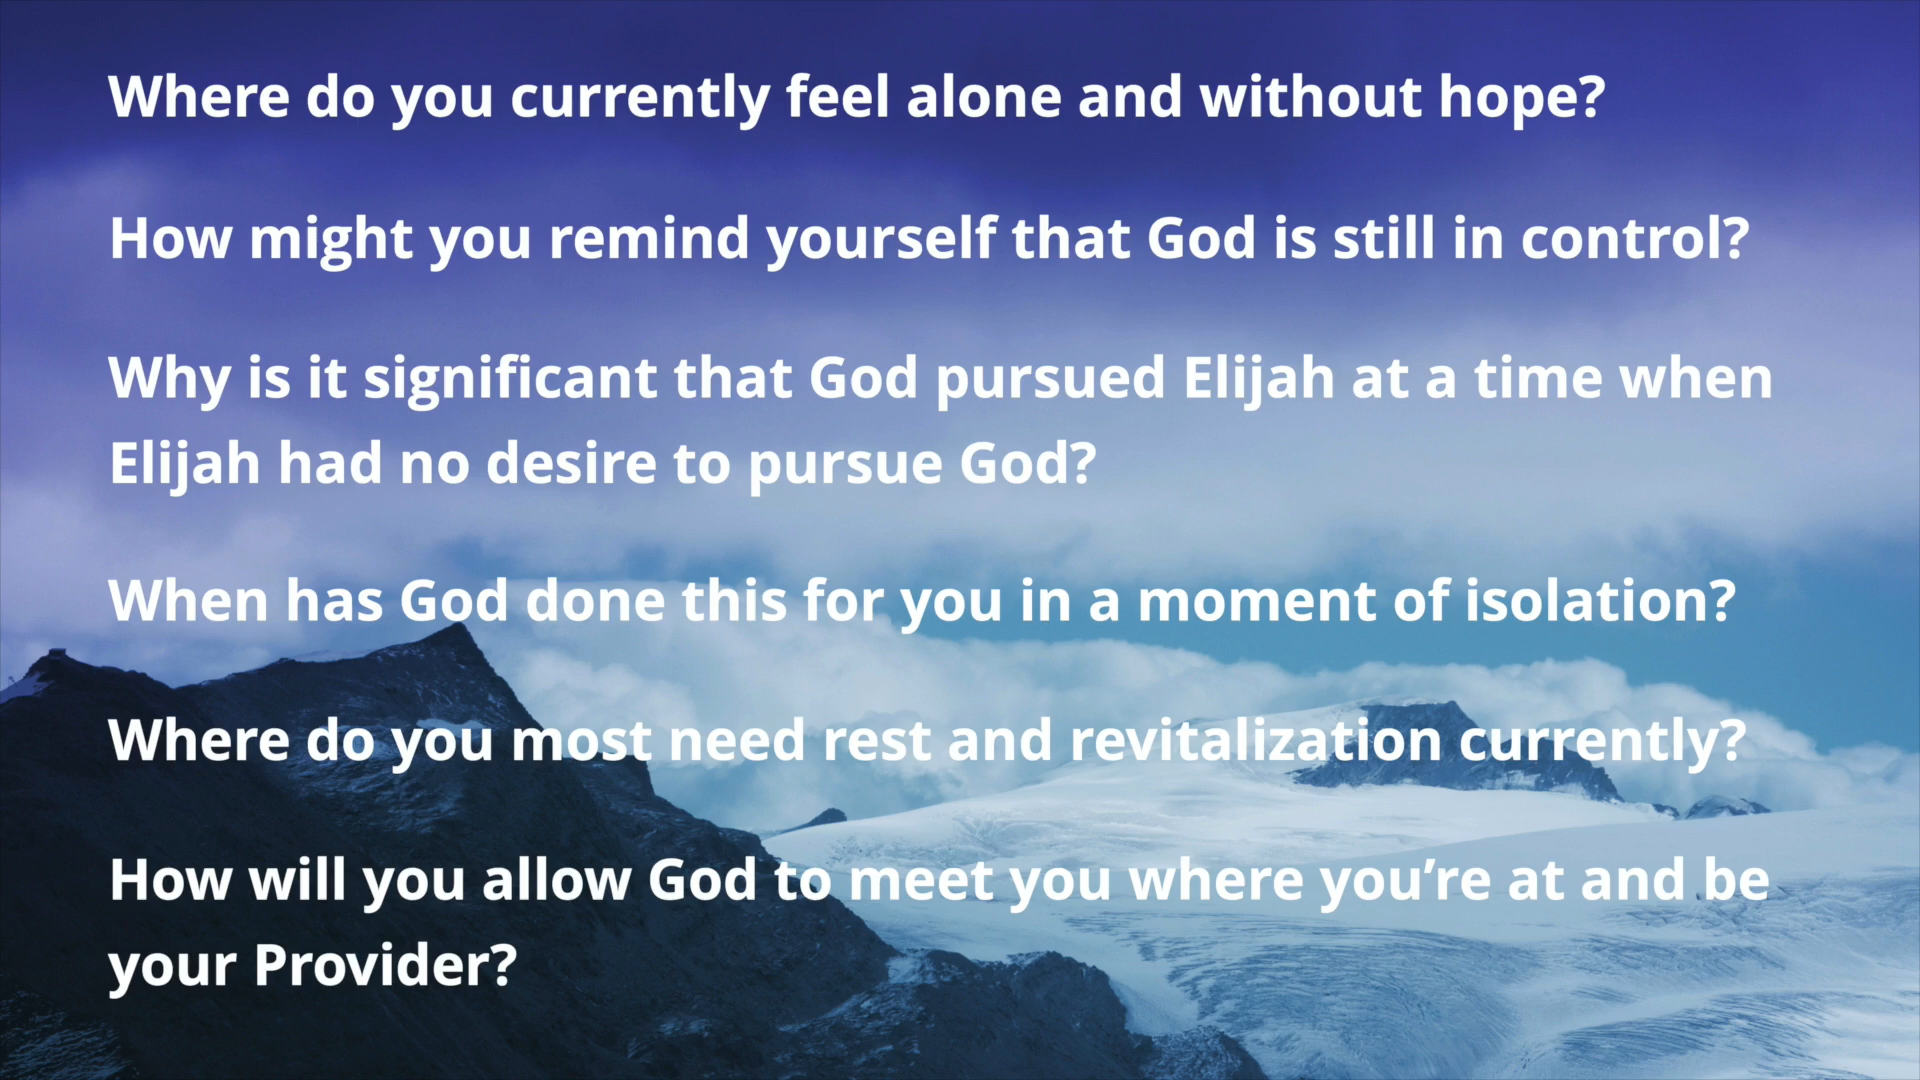 Where do you currently feel alone and without hope?
How might you remind yourself that God is still in control?
Why is it significant that God pursued Elijah at a time when
Elijah had no desire to pursue God?
When has God done this for you in a moment of isolation?
Where do you most need rest and revitalization currently?
How will you allow God to meet you where you’re at and be
your Provider?